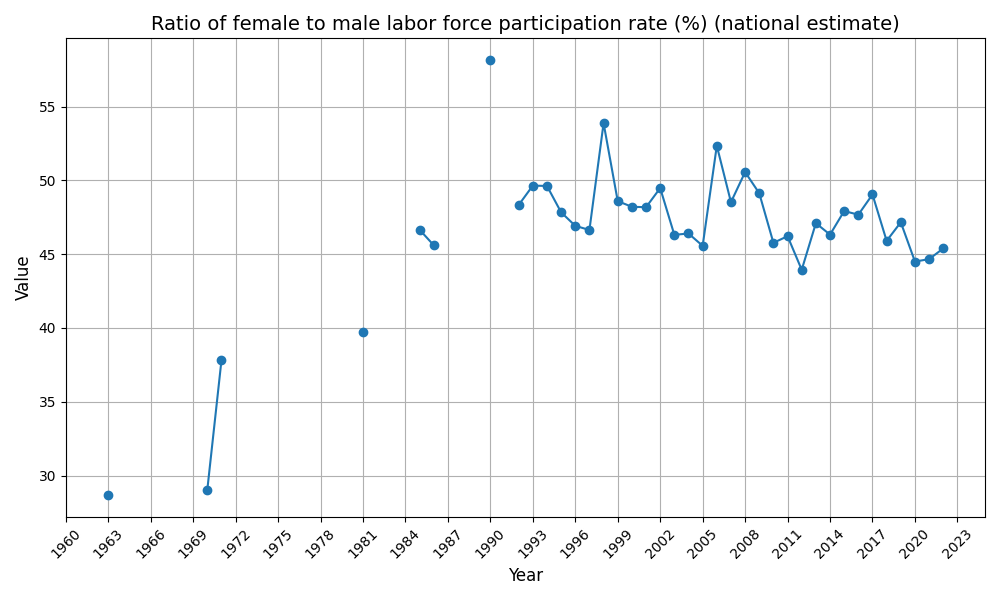 Ratio of female to male labor force participation rate (%) (national estimate)
Value
55
50
45
40
35
30
1960 1963 1966 1969 1972 1975 1978 1981 1984 1987 1990 1993 1996 1999 2002 2005 2008 2011 2014 2017 2020 2023
Year